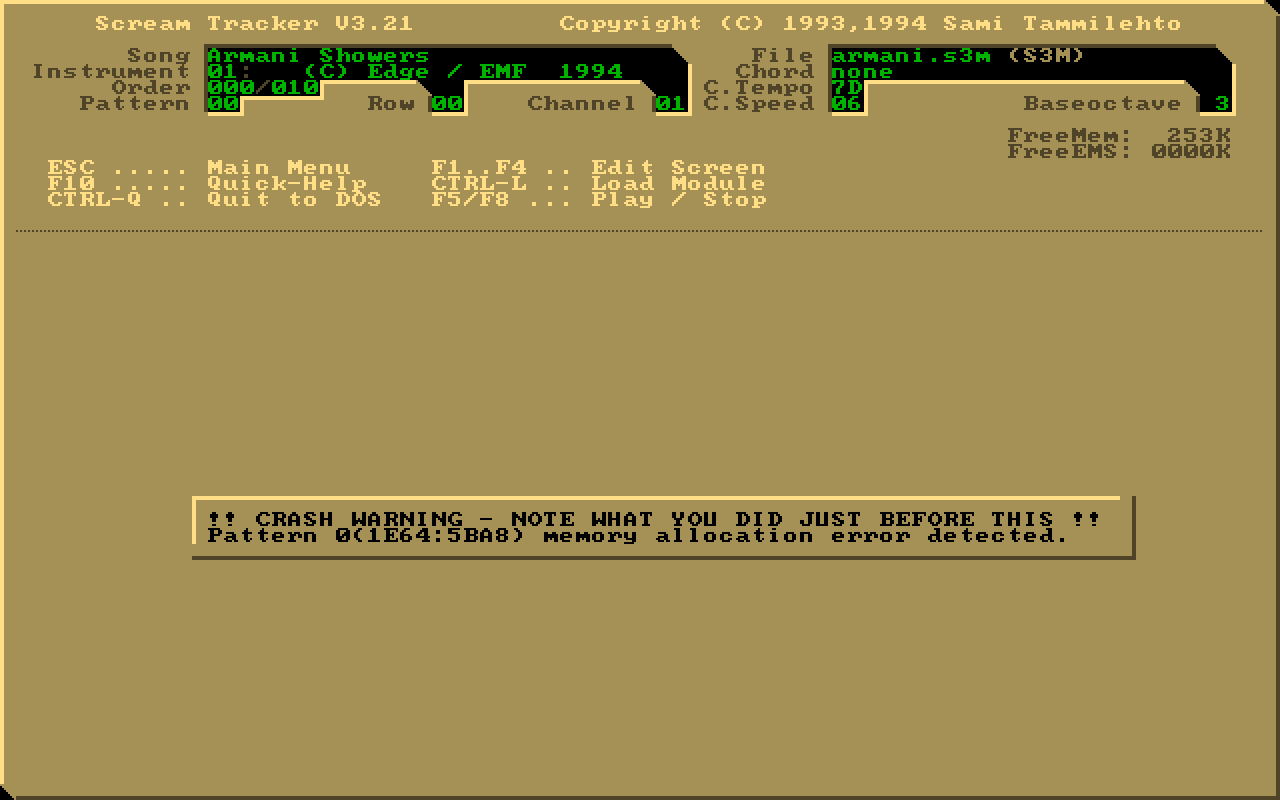 Scream Tracker V3.21 Copyright (C) 1993,1994 Sami Tammilehto
Song Armani Showers File armani.s3m (S3M)
Instrument 01: (C) Edge / EMF 1994 Chord none
Order 000/010 C.Tempo 7D
Pattern 00 Row 00 Channel 01 C.Speed 06 Baseoctave 3
FreeMem: 253K
FreeEMS: 0000K
ESC ..... Main Menu F1..F4 .. Edit Screen
F10 ..... Quick-Help CTRL-L .. Load Module
CTRL-Q .. Quit to DOS F5/F8 ... Play / Stop
!! CRASH WARNING - NOTE WHAT YOU DID JUST BEFORE THIS !!
Pattern 0(1E64:5BA8) memory allocation error detected.